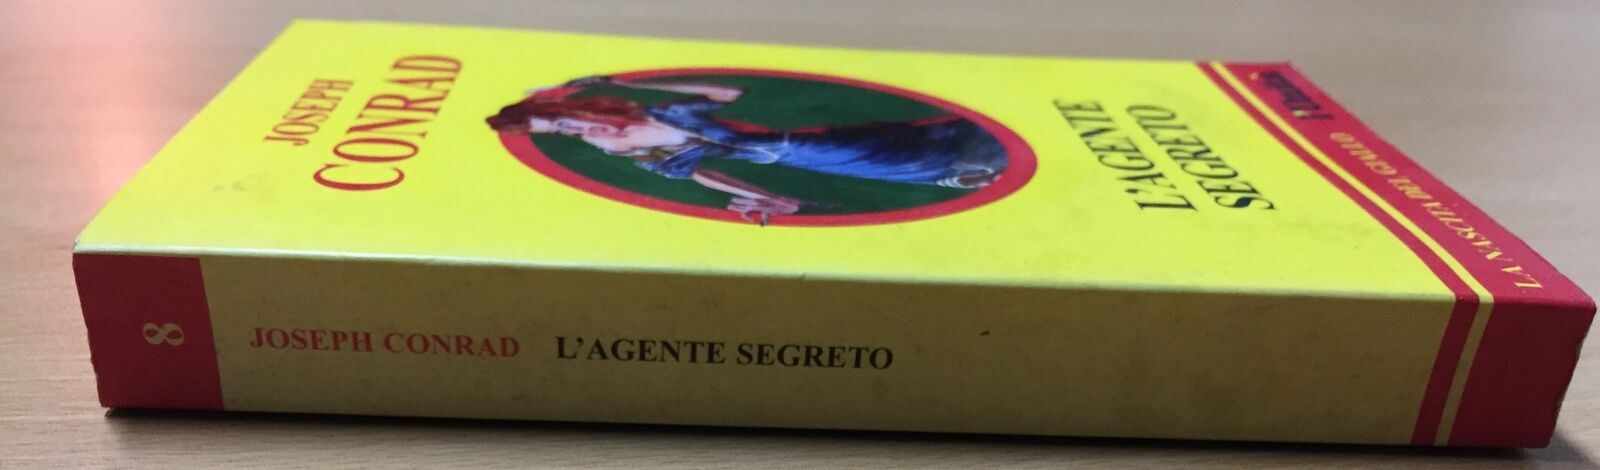 JOSEPH
CONRAD
L'AGENTE
SEGRETO
LA NASCITA DEL GIALLO
8
JOSEPH CONRAD L'AGENTE SEGRETO